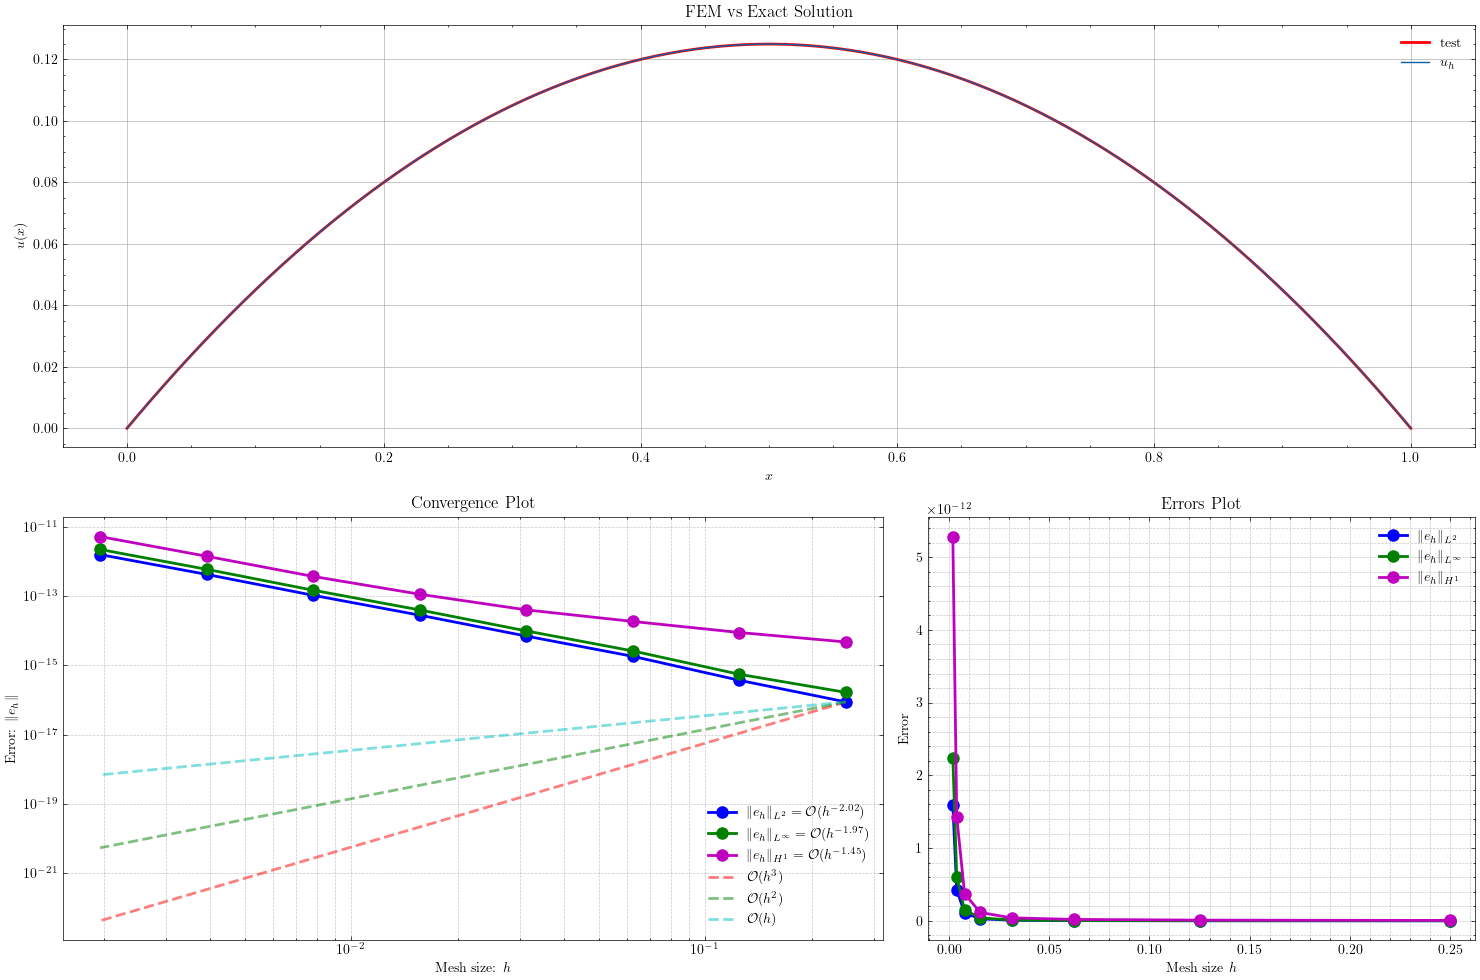 FEM vs Exact Solution
0.12
0.10
0.08
0.06
0.04
0.02
0.00
u(x)
test
u_h
0.0 0.2 0.4 0.6 0.8 1.0
x
Convergence Plot
10^{-11}
10^{-13}
10^{-15}
10^{-17}
10^{-19}
10^{-21}
Error: ‖e_h‖
‖e_h‖_{L^2} = 𝒪(h^{-2.02})
‖e_h‖_{L^∞} = 𝒪(h^{-1.97})
‖e_h‖_{H^1} = 𝒪(h^{-1.45})
𝒪(h^3)
𝒪(h^2)
𝒪(h)
10^{-2} 10^{-1}
Mesh size: h
Errors Plot
×10^{-12}
5
4
3
2
1
0
Error
‖e_h‖_{L^2}
‖e_h‖_{L^∞}
‖e_h‖_{H^1}
0.00 0.05 0.10 0.15 0.20 0.25
Mesh size h